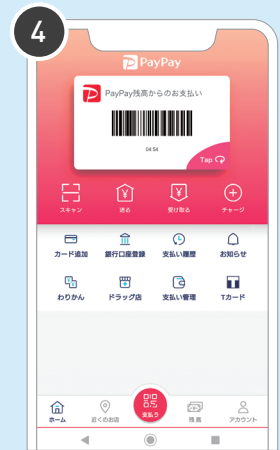 4
PayPay
PayPay残高からのお支払い
04:54
Tap
スキャン 送る 受け取る チャージ
カード追加 銀行口座登録 支払い履歴 お知らせ
わりかん ドラッグ店 支払い管理 Tカード
ホーム 近くのお店 支払う 残高 アカウント